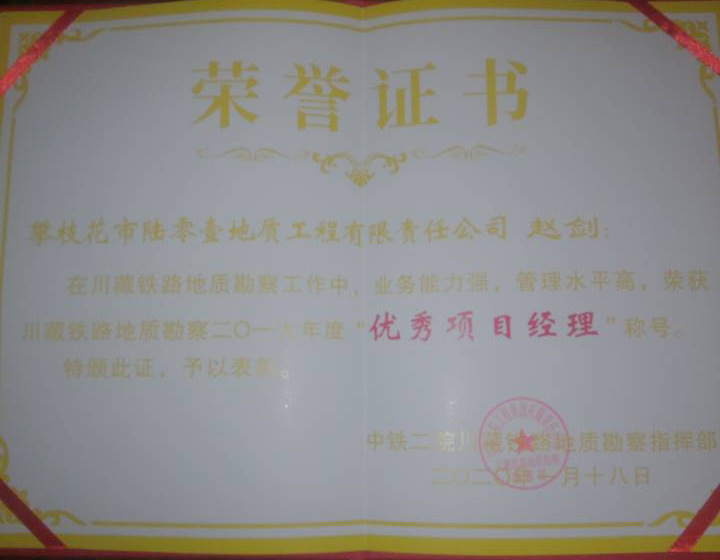 荣誉证书
攀枝花市陆零壹地质工程有限责任公司 赵剑:
在川藏铁路地质勘察工作中,业务能力强,管理水平高,荣获
川藏铁路地质勘察二〇一六年度“优秀项目经理”称号。
特颁此证,予以表彰。
中铁二院川藏铁路地质勘察指挥部
二〇二〇年一月十八日